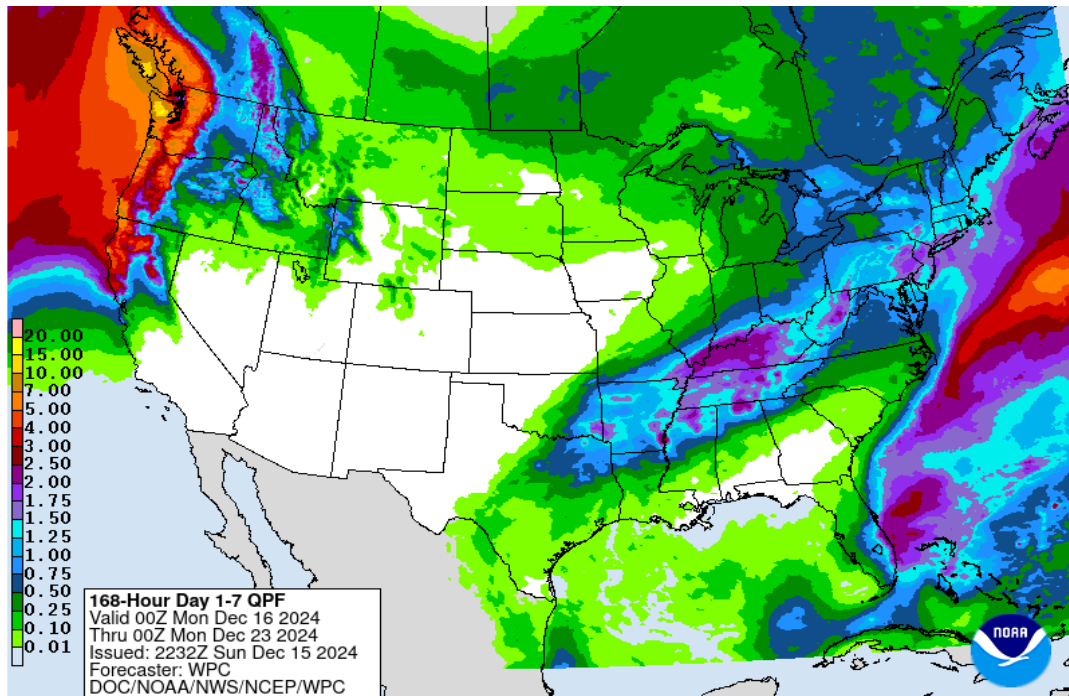 20.00
15.00
10.00
7.00
5.00
4.00
3.00
2.50
2.00
1.75
1.50
1.25
1.00
0.75
0.50
0.25
0.10
0.01
168-Hour Day 1-7 QPF
Valid 00Z Mon Dec 16 2024
Thru 00Z Mon Dec 23 2024
Issued: 2232Z Sun Dec 15 2024
Forecaster: WPC
DOC/NOAA/NWS/NCEP/WPC
NOAA